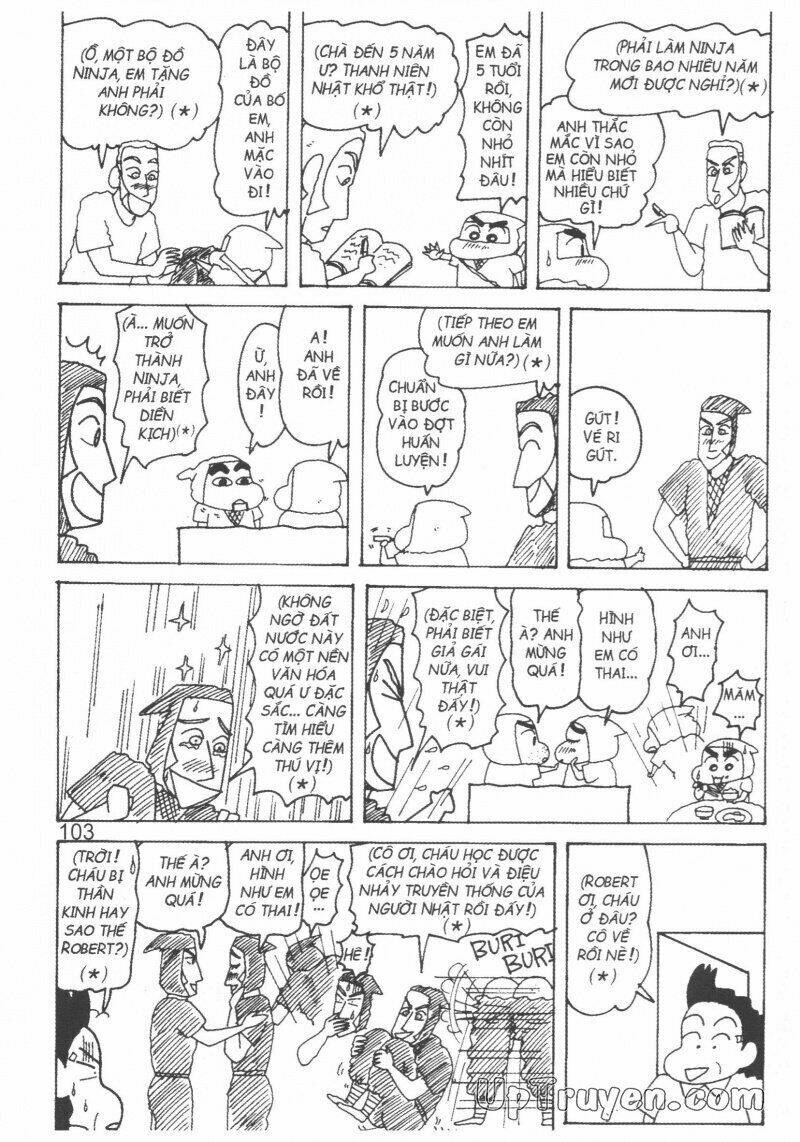 (PHẢI LÀM NINJA
TRONG BAO NHIÊU NĂM
MỚI ĐƯỢC NGHỈ?)(*)
ANH THẮC
MẮC VÌ SAO
EM CÒN NHỎ
MÀ HIỂU BIẾT
NHIỀU CHỨ
GÌ!
EM ĐÃ
5 TUỔI
RỒI,
KHÔNG
CÒN
NHỎ
NHÍT
ĐÂU!
(CHÀ ĐẾN 5 NĂM
Ư? THANH NIÊN
NHẬT KHỔ THẬT!)
(*)
ĐÂY
LÀ BỘ
ĐỒ
CỦA BỐ
EM,
ANH
MẶC
VÀO
ĐI!
(Ồ, MỘT BỘ ĐỒ
NINJA, EM TẶNG
ANH PHẢI
KHÔNG?) (*)
GÚT!
VÉ RI
GÚT.
(TIẾP THEO EM
MUỐN ANH LÀM
GÌ NỮA?)(*)
CHUẨN
BỊ BƯỚC
VÀO ĐỢT
HUẤN
LUYỆN!
A!
ANH
ĐÃ VỀ
RỒI!
Ừ,
ANH
ĐÂY
!
(À... MUỐN
TRỞ
THÀNH
NINJA,
PHẢI BIẾT
DIỄN
KỊCH)(*)
MĂM
...
ANH
ƠI...
HÌNH
NHƯ
EM CÓ
THAI...
THẾ
À? ANH
MỪNG
QUÁ!
(ĐẶC BIỆT,
PHẢI BIẾT
GIẢ GÁI
NỮA, VUI
THẬT
ĐẤY!)
(*)
(KHÔNG
NGỜ ĐẤT
NƯỚC NÀY
CÓ MỘT NỀN
VĂN HÓA
QUÁ Ư ĐẶC
SẮC... CÀNG
TÌM HIỂU
CÀNG THÊM
THÚ VỊ!)
(*)
103
(ROBERT
ƠI, CHÁU
Ở ĐÂU?
CÔ VỀ
RỒI NÈ!)
(*)
(CÔ ƠI, CHÁU HỌC ĐƯỢC
CÁCH CHÀO HỎI VÀ ĐIỆU
NHẢY TRUYỀN THỐNG CỦA
NGƯỜI NHẬT RỒI ĐẤY!)
(*)
BURI
BURI
HÊ!
ỌE
ỌE
...
ANH ƠI,
HÌNH
NHƯ EM
CÓ THAI!
THẾ À?
ANH MỪNG
QUÁ!
(TRỜI!
CHÁU BỊ
THẦN
KINH HAY
SAO THẾ
ROBERT?)
(*)
UpTruyen.com